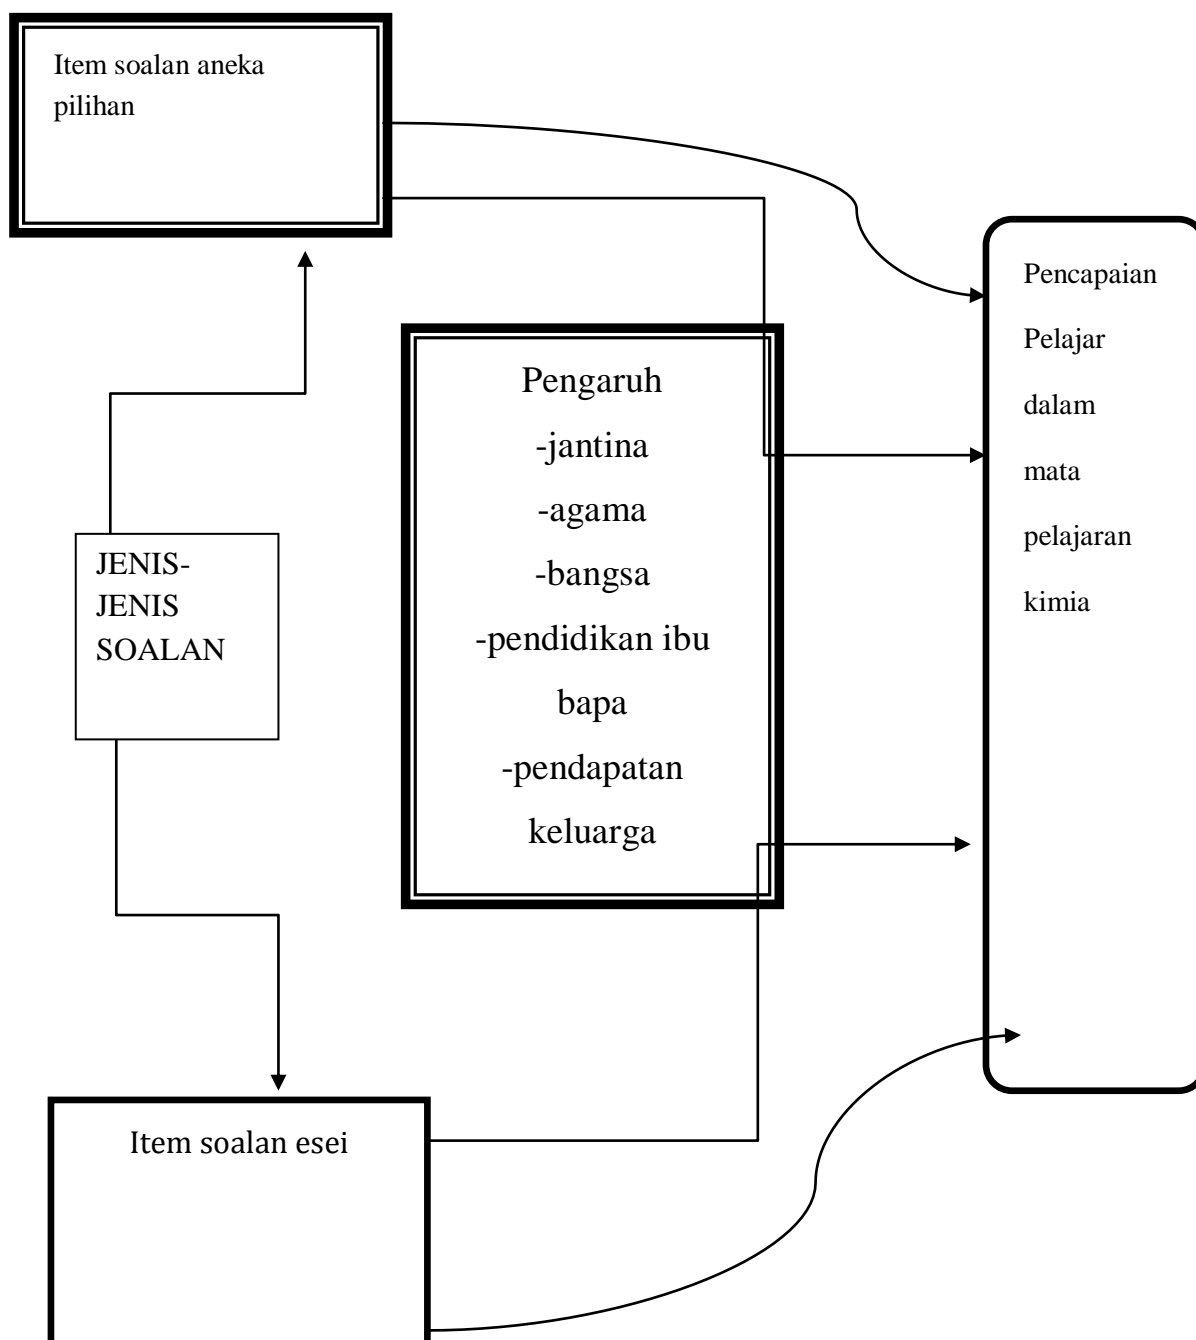 Item soalan aneka
pilihan
Pencapaian
Pelajar
dalam
mata
pelajaran
kimia
Pengaruh
-jantina
-agama
-bangsa
-pendidikan ibu
bapa
-pendapatan
keluarga
JENIS-
JENIS
SOALAN
Item soalan esei